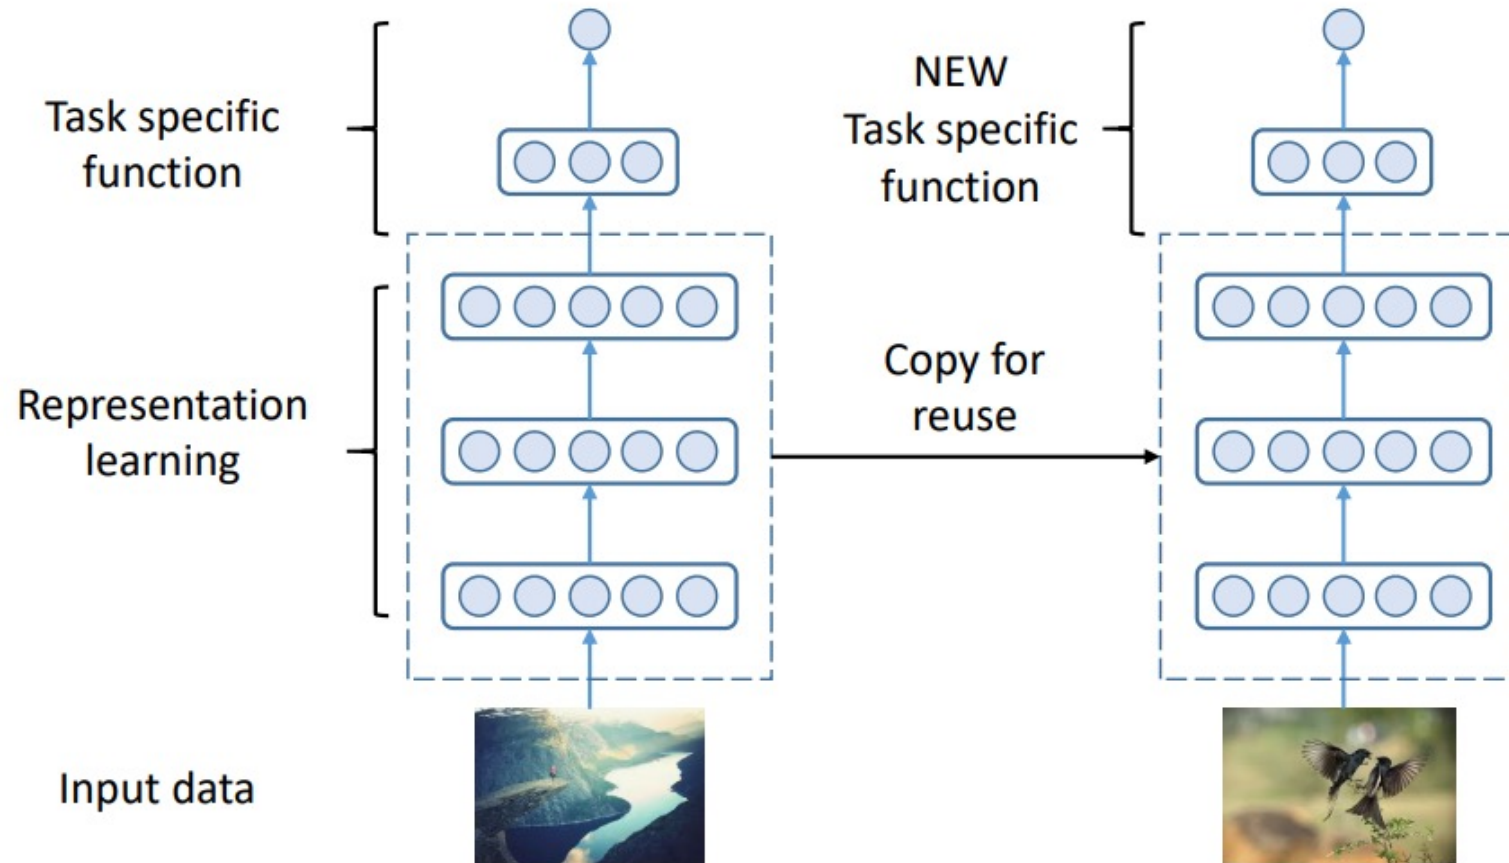 Task specific
function
NEW
Task specific
function
Representation
learning
Copy for
reuse
Input data